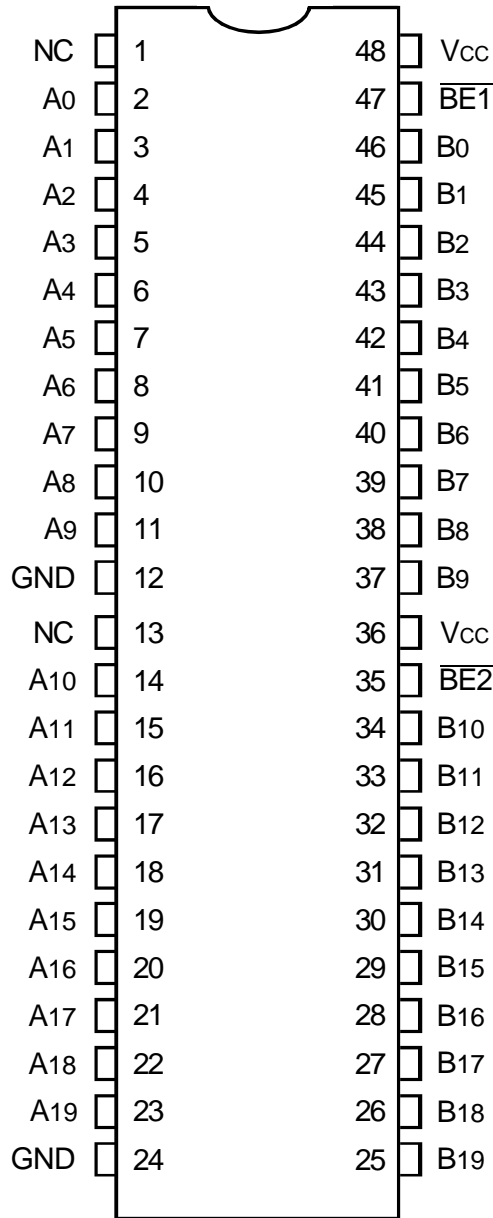 NC 1 48 Vcc
A0 2 47 BE1
A1 3 46 B0
A2 4 45 B1
A3 5 44 B2
A4 6 43 B3
A5 7 42 B4
A6 8 41 B5
A7 9 40 B6
A8 10 39 B7
A9 11 38 B8
GND 12 37 B9
NC 13 36 Vcc
A10 14 35 BE2
A11 15 34 B10
A12 16 33 B11
A13 17 32 B12
A14 18 31 B13
A15 19 30 B14
A16 20 29 B15
A17 21 28 B16
A18 22 27 B17
A19 23 26 B18
GND 24 25 B19